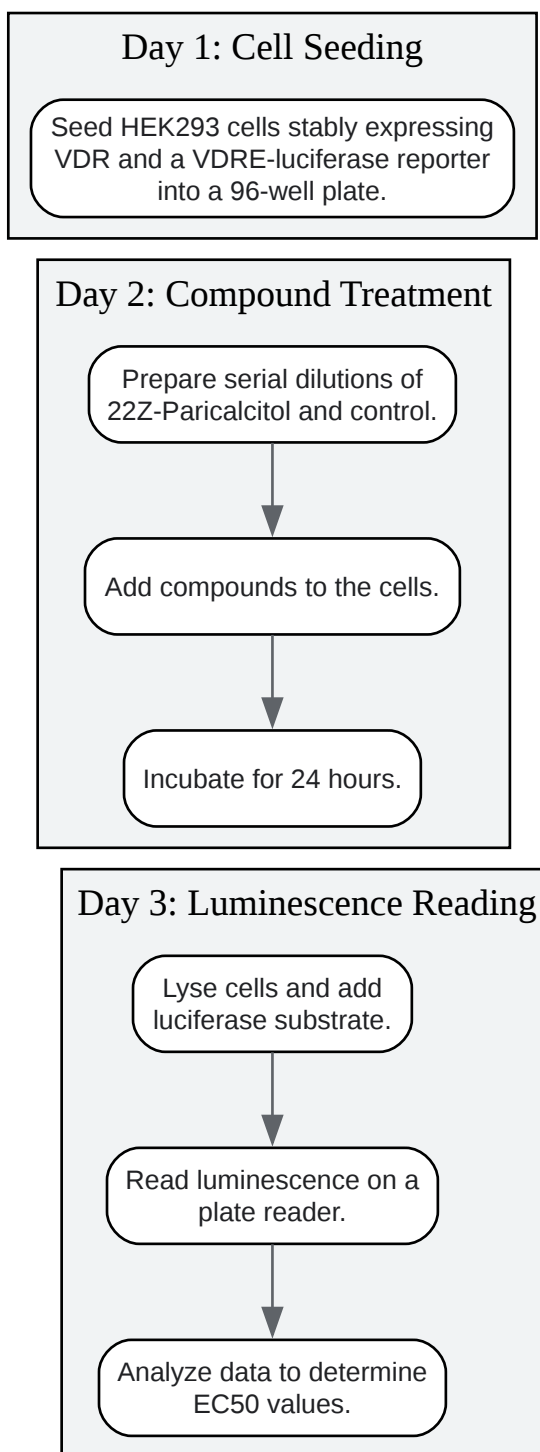 Day 1: Cell Seeding
Seed HEK293 cells stably expressing
VDR and a VDRE-luciferase reporter
into a 96-well plate.
Day 2: Compound Treatment
Prepare serial dilutions of
22Z-Paricalcitol and control.
Add compounds to the cells.
Incubate for 24 hours.
Day 3: Luminescence Reading
Lyse cells and add
luciferase substrate.
Read luminescence on a
plate reader.
Analyze data to determine
EC50 values.